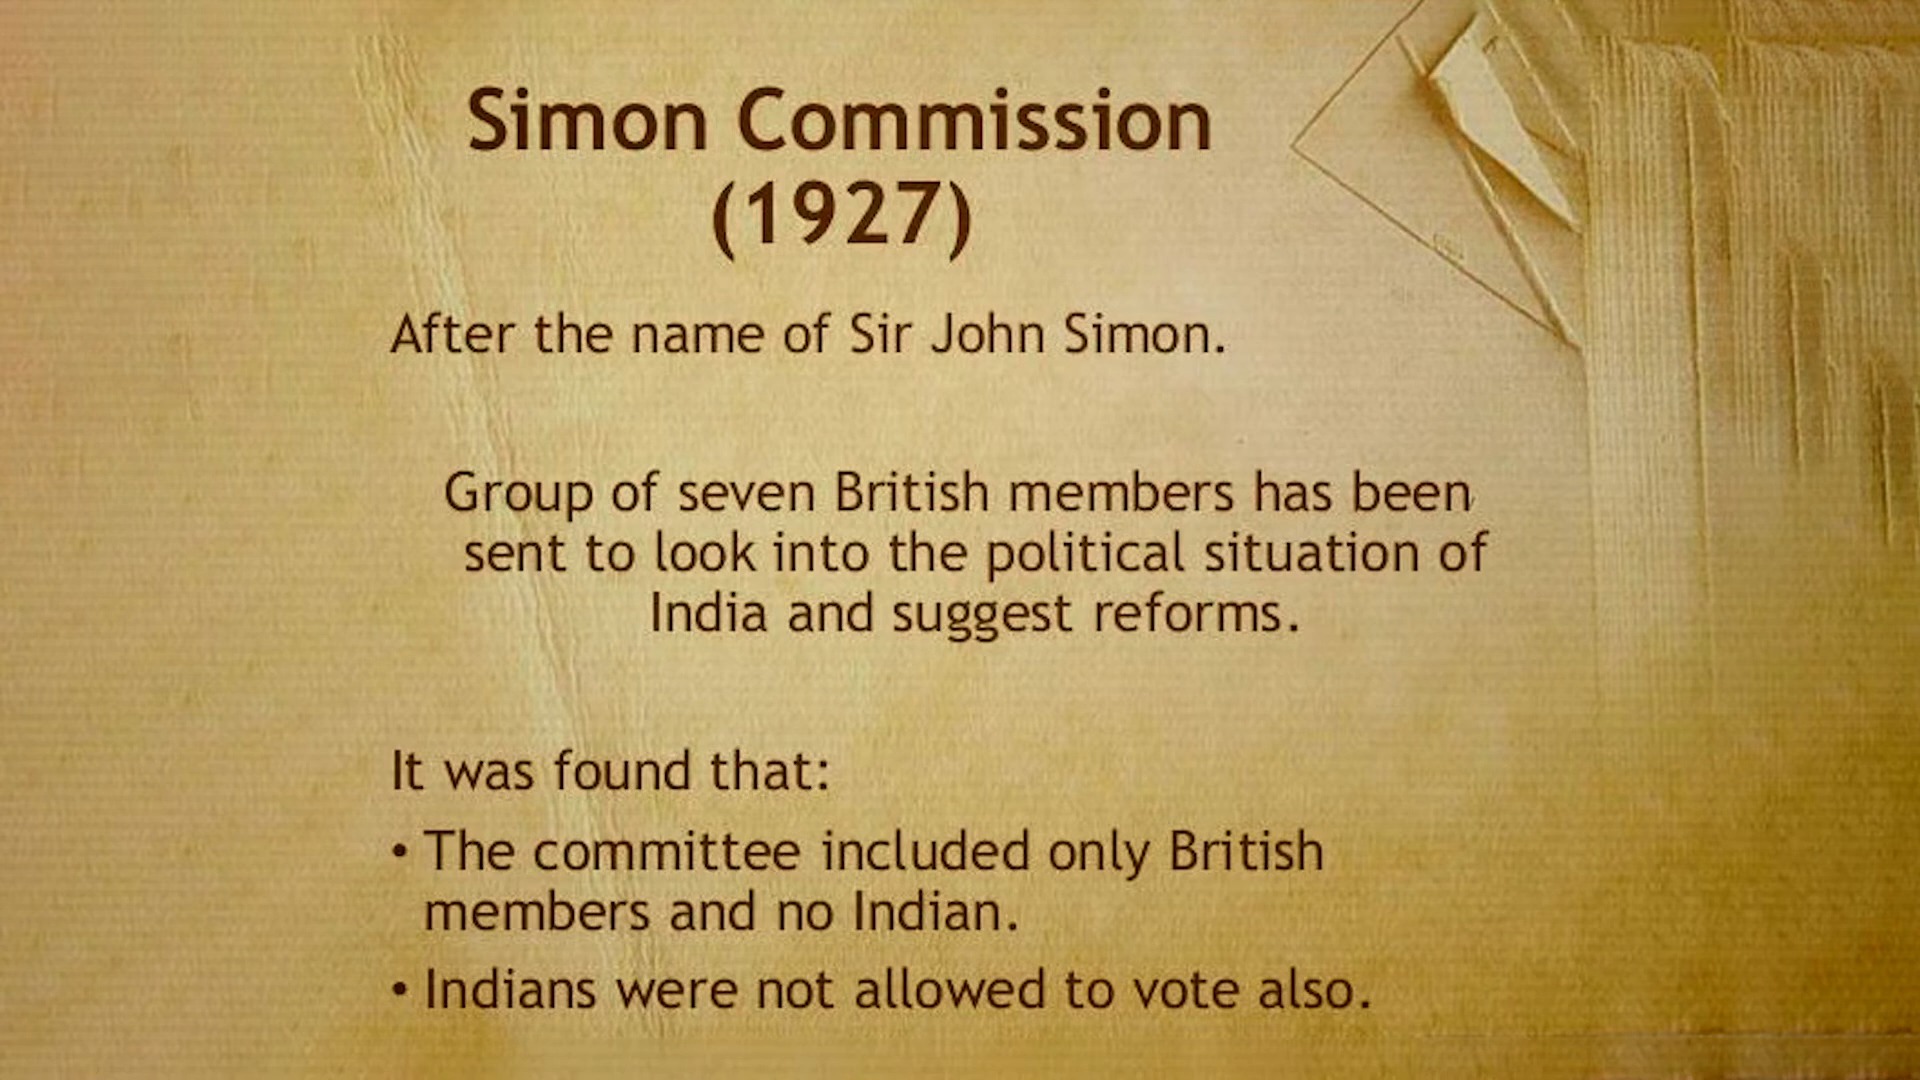 Simon Commission
(1927)
After the name of Sir John Simon.
Group of seven British members has been
sent to look into the political situation of
India and suggest reforms.
It was found that:
• The committee included only British
members and no Indian.
• Indians were not allowed to vote also.